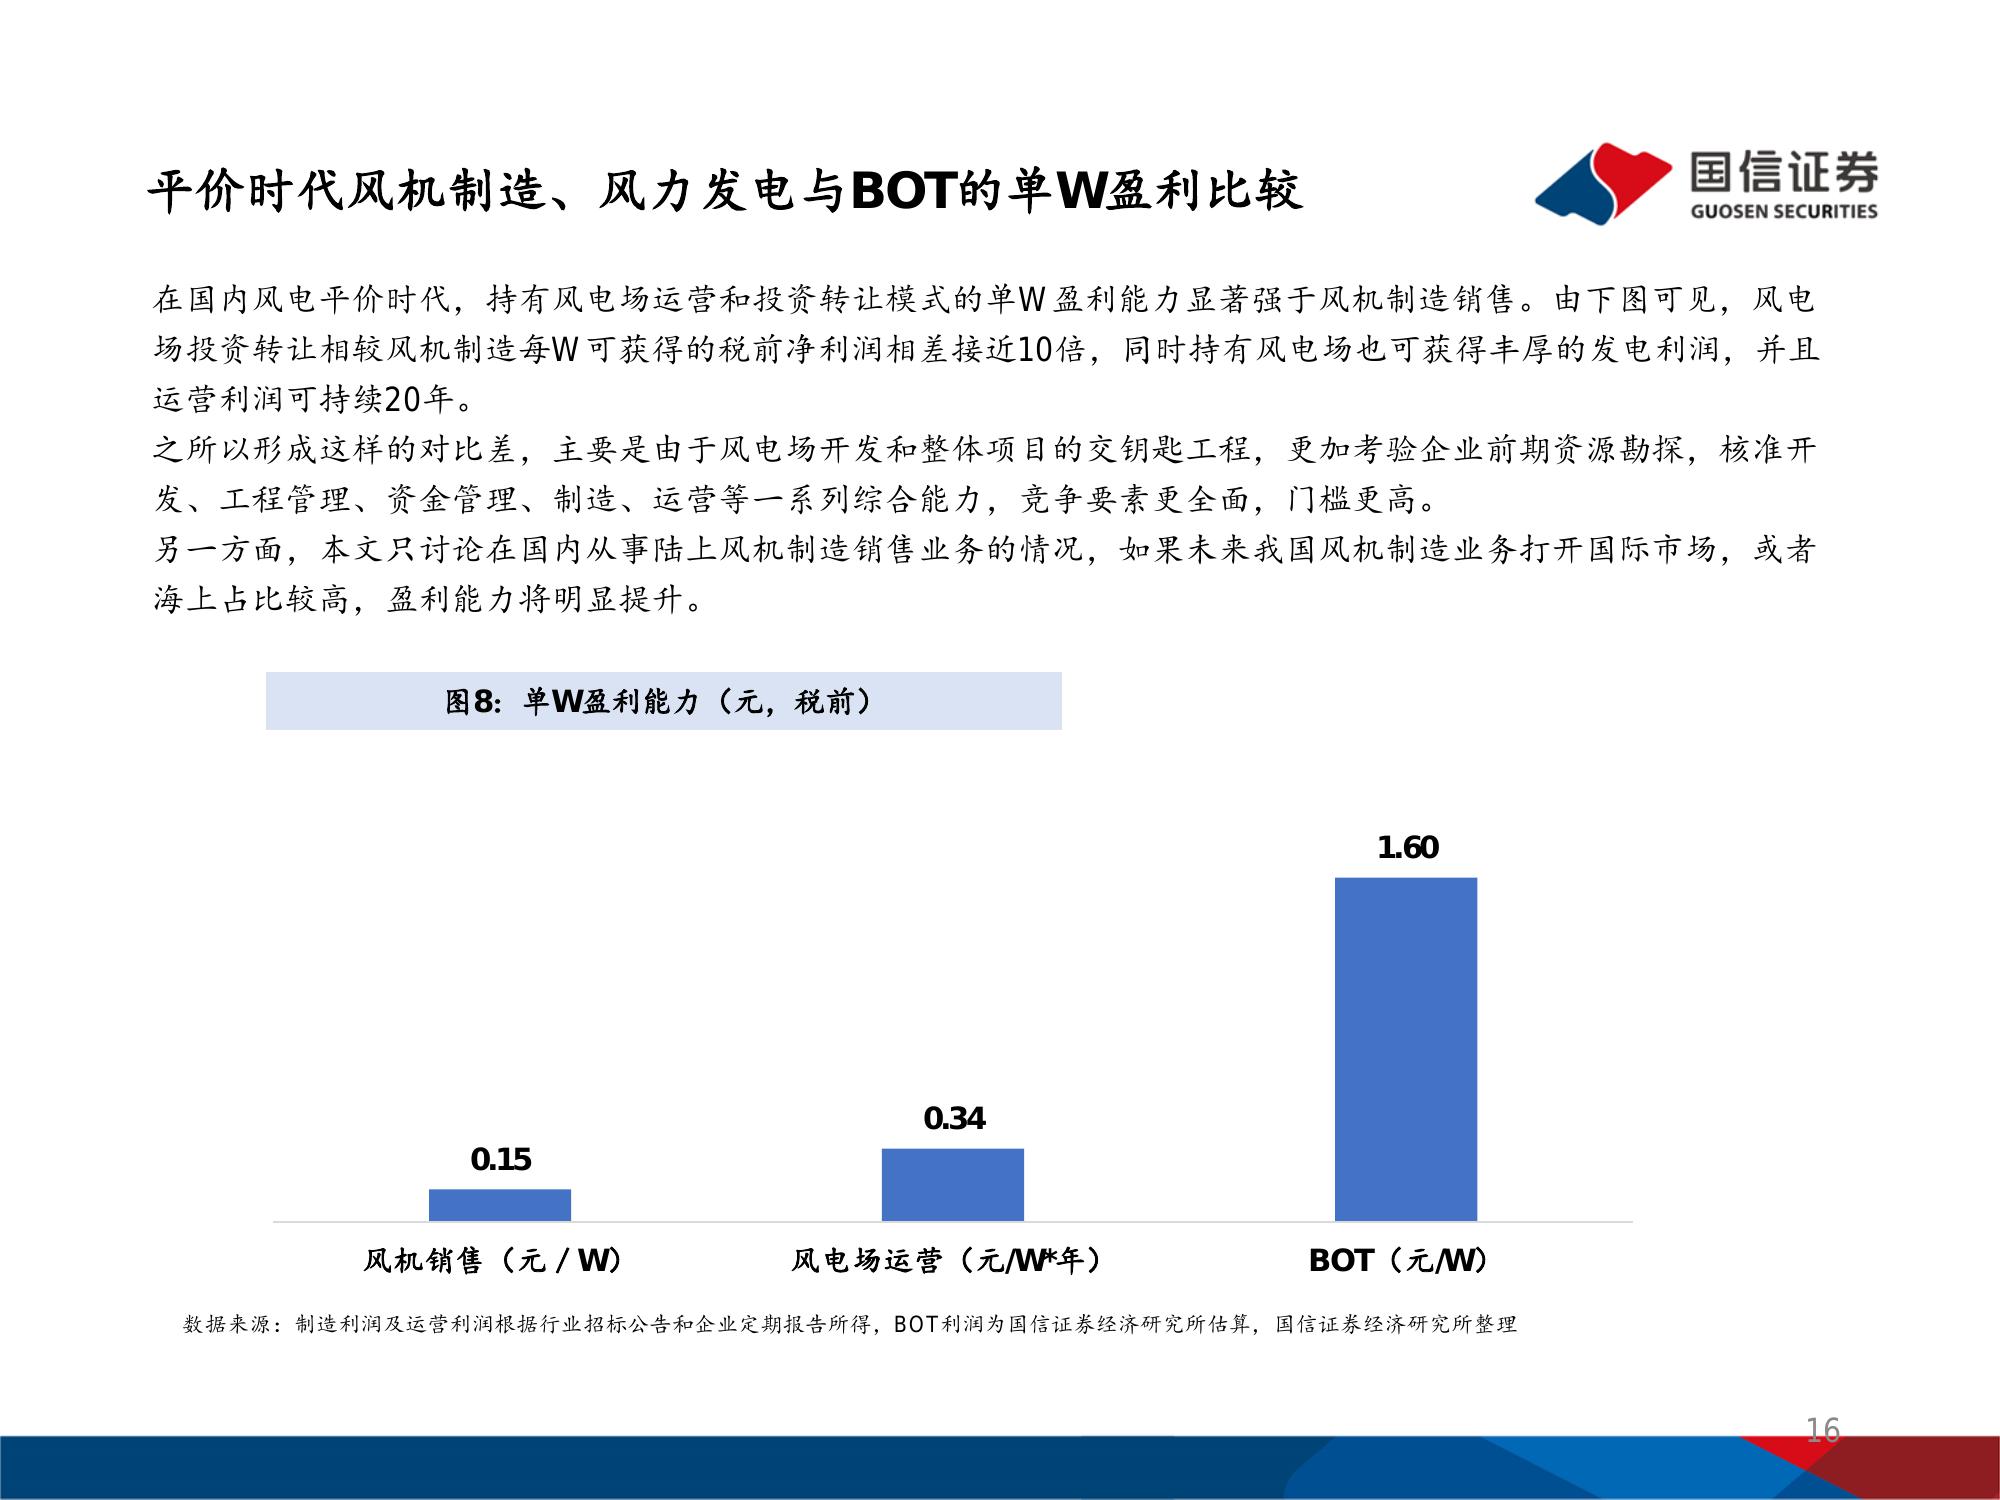 平价时代风机制造、风力发电与BOT的单W盈利比较
国信证券
GUOSEN SECURITIES
在国内风电平价时代，持有风电场运营和投资转让模式的单W盈利能力显著强于风机制造销售。由下图可见，风电
场投资转让相较风机制造每W可获得的税前净利润相差接近10倍，同时持有风电场也可获得丰厚的发电利润，并且
运营利润可持续20年。
之所以形成这样的对比差，主要是由于风电场开发和整体项目的交钥匙工程，更加考验企业前期资源勘探，核准开
发、工程管理、资金管理、制造、运营等一系列综合能力，竞争要素更全面，门槛更高。
另一方面，本文只讨论在国内从事陆上风机制造销售业务的情况，如果未来我国风机制造业务打开国际市场，或者
海上占比较高，盈利能力将明显提升。
图8：单W盈利能力（元，税前）
1.60
0.34
0.15
风机销售（元／W）
风电场运营（元/W*年）
BOT（元/W）
数据来源：制造利润及运营利润根据行业招标公告和企业定期报告所得，BOT利润为国信证券经济研究所估算，国信证券经济研究所整理
16